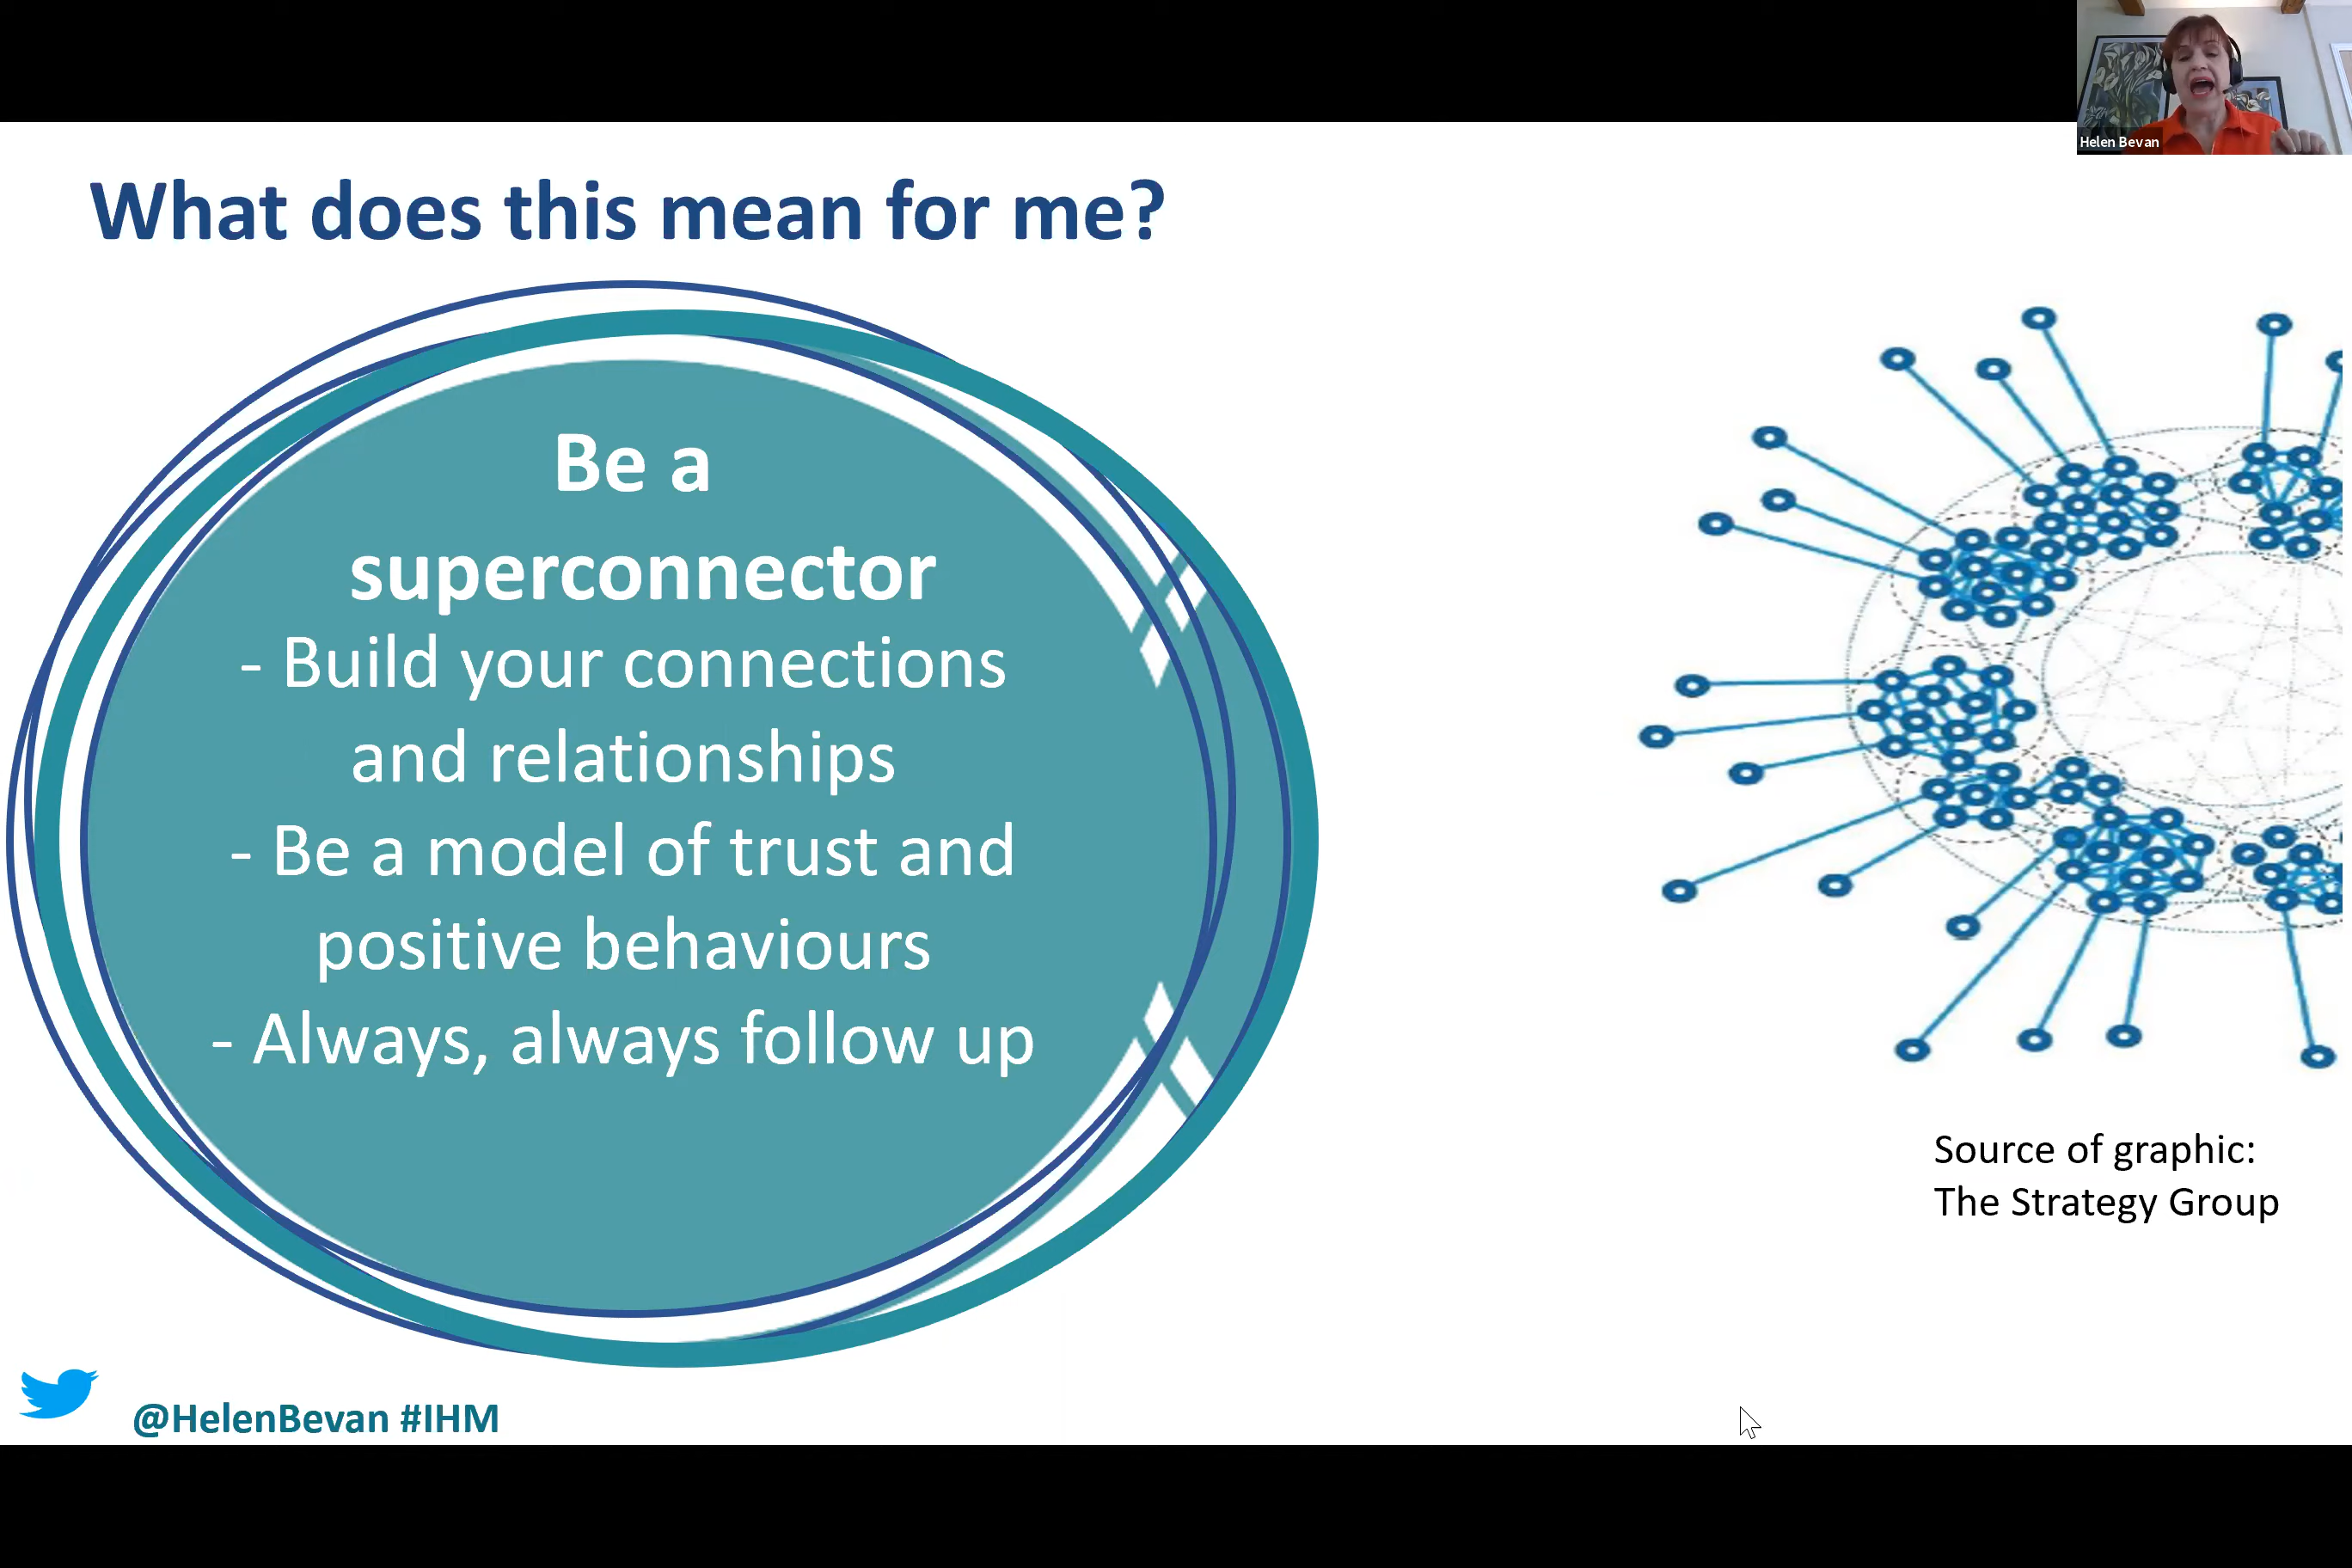 Helen Bevan
What does this mean for me?
Be a
superconnector
- Build your connections
and relationships
- Be a model of trust and
positive behaviours
- Always, always follow up
Source of graphic:
The Strategy Group
@HelenBevan #IHM